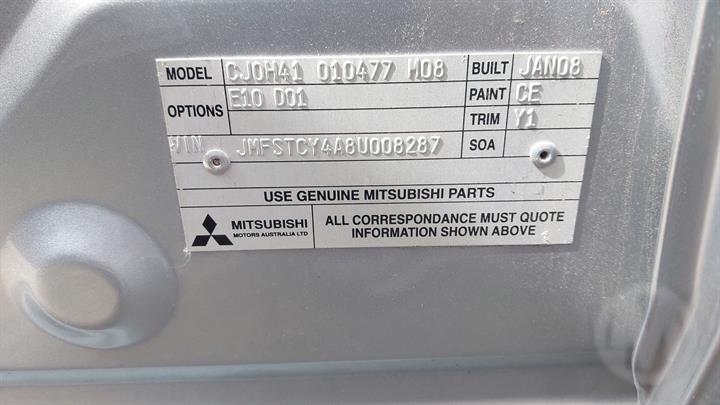 MODEL CJ0H41 010477 M08 BUILT JAN08
OPTIONS E10 D01 PAINT CE
TRIM Y1
VIN JMFSTCY4A8U008287 SOA
USE GENUINE MITSUBISHI PARTS
MITSUBISHI
MOTORS AUSTRALIA LTD
ALL CORRESPONDANCE MUST QUOTE
INFORMATION SHOWN ABOVE